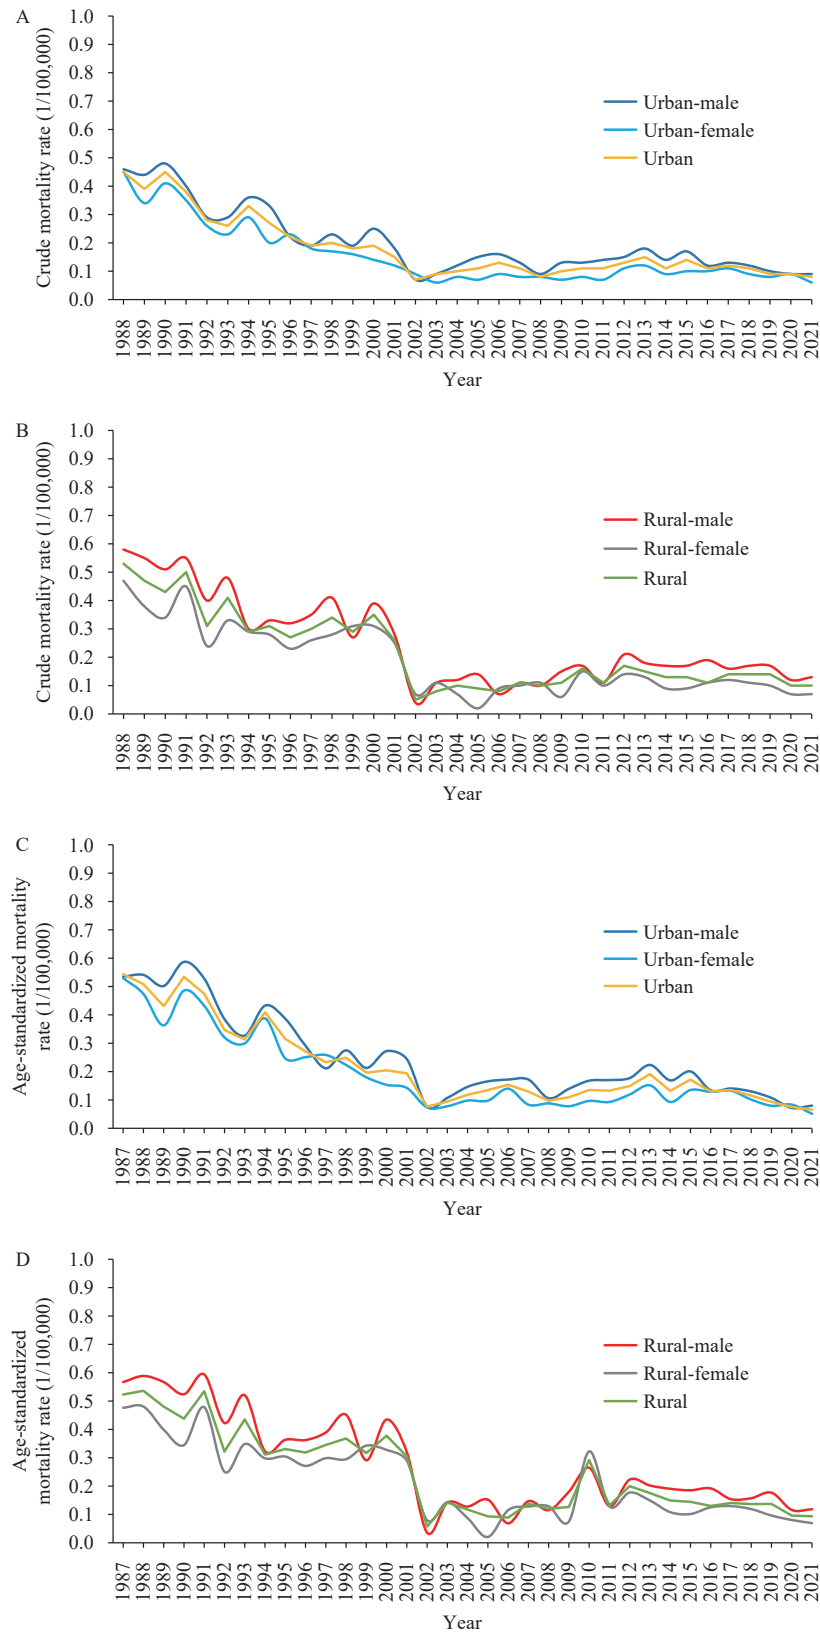 A
Crude mortality rate (1/100,000)
1.0
0.9
0.8
0.7
0.6
0.5
0.4
0.3
0.2
0.1
0.0
Urban-male
Urban-female
Urban
1988 1989 1990 1991 1992 1993 1994 1995 1996 1997 1998 1999 2000 2001 2002 2003 2004 2005 2006 2007 2008 2009 2010 2011 2012 2013 2014 2015 2016 2017 2018 2019 2020 2021
Year
B
Crude mortality rate (1/100,000)
1.0
0.9
0.8
0.7
0.6
0.5
0.4
0.3
0.2
0.1
0.0
Rural-male
Rural-female
Rural
1988 1989 1990 1991 1992 1993 1994 1995 1996 1997 1998 1999 2000 2001 2002 2003 2004 2005 2006 2007 2008 2009 2010 2011 2012 2013 2014 2015 2016 2017 2018 2019 2020 2021
Year
C
Age-standardized mortality
rate (1/100,000)
1.0
0.9
0.8
0.7
0.6
0.5
0.4
0.3
0.2
0.1
0.0
Urban-male
Urban-female
Urban
1987 1988 1989 1990 1991 1992 1993 1994 1995 1996 1997 1998 1999 2000 2001 2002 2003 2004 2005 2006 2007 2008 2009 2010 2011 2012 2013 2014 2015 2016 2017 2018 2019 2020 2021
Year
D
Age-standardized
mortality rate (1/100,000)
1.0
0.9
0.8
0.7
0.6
0.5
0.4
0.3
0.2
0.1
0.0
Rural-male
Rural-female
Rural
1987 1988 1989 1990 1991 1992 1993 1994 1995 1996 1997 1998 1999 2000 2001 2002 2003 2004 2005 2006 2007 2008 2009 2010 2011 2012 2013 2014 2015 2016 2017 2018 2019 2020 2021
Year